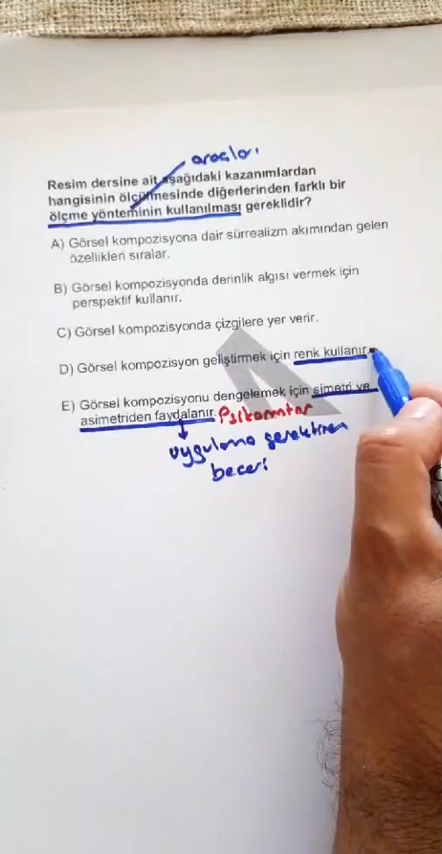 araçları
Resim dersine ait aşağıdaki kazanımlardan
hangisinin ölçülmesinde diğerlerinden farklı bir
ölçme yönteminin kullanılması gereklidir?
A) Görsel kompozisyona dair sürrealizm akımından gelen
özellikleri sıralar.
B) Görsel kompozisyonda derinlik algısı vermek için
perspektif kullanır.
C) Görsel kompozisyonda çizgilere yer verir.
D) Görsel kompozisyon geliştirmek için renk kullanır.
E) Görsel kompozisyonu dengelemek için simetri ve
asimetriden faydalanır. Psikomotor
uygulama gerektiren
beceri